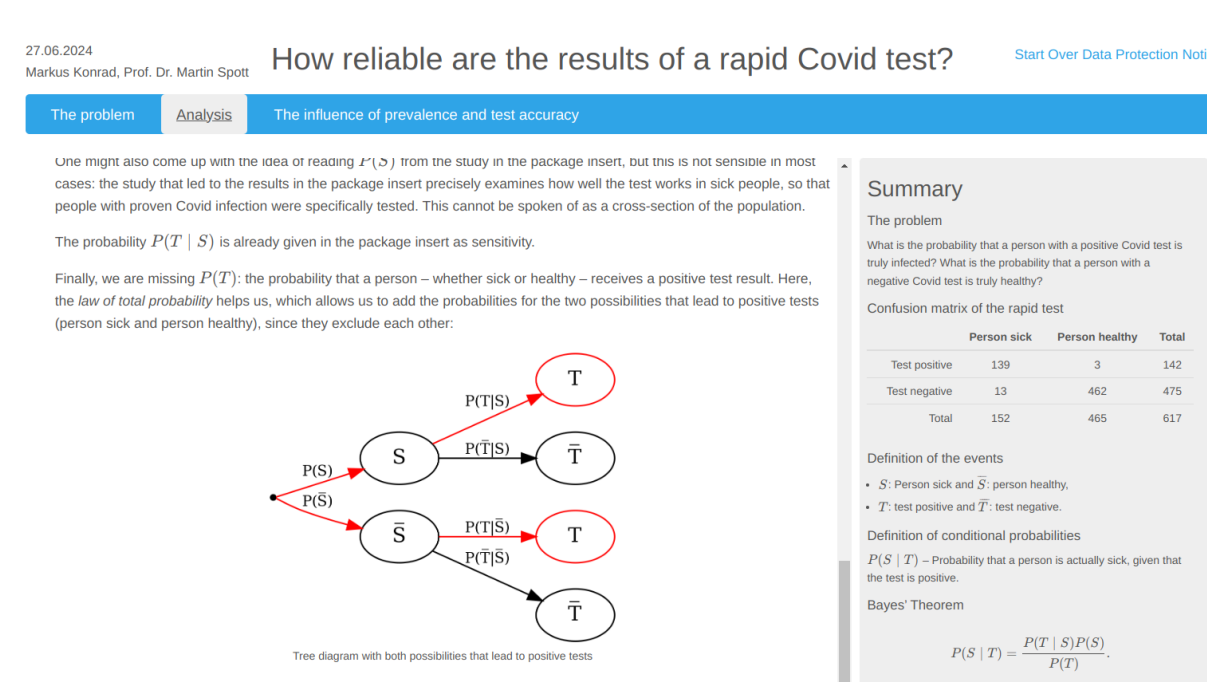 27.06.2024
Markus Konrad, Prof. Dr. Martin Spott
How reliable are the results of a rapid Covid test?
Start Over Data Protection Noti
The problem
Analysis
The influence of prevalence and test accuracy
One might also come up with the idea of reading P(S) from the study in the package insert, but this is not sensible in most
cases: the study that led to the results in the package insert precisely examines how well the test works in sick people, so that
people with proven Covid infection were specifically tested. This cannot be spoken of as a cross-section of the population.
The probability P(T | S) is already given in the package insert as sensitivity.
Finally, we are missing P(T): the probability that a person – whether sick or healthy – receives a positive test result. Here,
the law of total probability helps us, which allows us to add the probabilities for the two possibilities that lead to positive tests
(person sick and person healthy), since they exclude each other:
T
P(T|S)
S
P(T̅|S)
T̅
P(S)
P(S̅)
S̅
P(T|S̅)
T
P(T̅|S̅)
T̅
Tree diagram with both possibilities that lead to positive tests
Summary
The problem
What is the probability that a person with a positive Covid test is
truly infected? What is the probability that a person with a
negative Covid test is truly healthy?
Confusion matrix of the rapid test
Person sick Person healthy Total
Test positive 139 3 142
Test negative 13 462 475
Total 152 465 617
Definition of the events
• S: Person sick and S̅: person healthy,
• T: test positive and T̅: test negative.
Definition of conditional probabilities
P(S | T) – Probability that a person is actually sick, given that
the test is positive.
Bayes' Theorem
P(S | T) = P(T | S)P(S) / P(T).